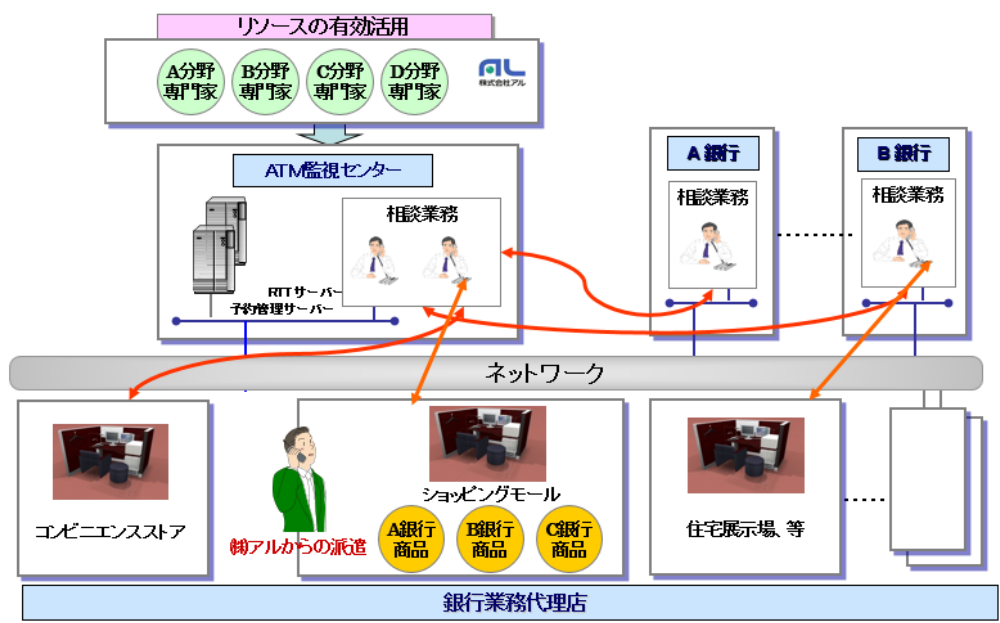 リソースの有効活用
A分野
専門家
B分野
専門家
C分野
専門家
D分野
専門家
AL
株式会社アル
ATM監視センター
相談業務
RTTサーバー
予約管理サーバー
A 銀行
相談業務
B 銀行
相談業務
ネットワーク
コンビニエンスストア
㈱アルからの派遣
ショッピングモール
A銀行
商品
B銀行
商品
C銀行
商品
住宅展示場、等
銀行業務代理店